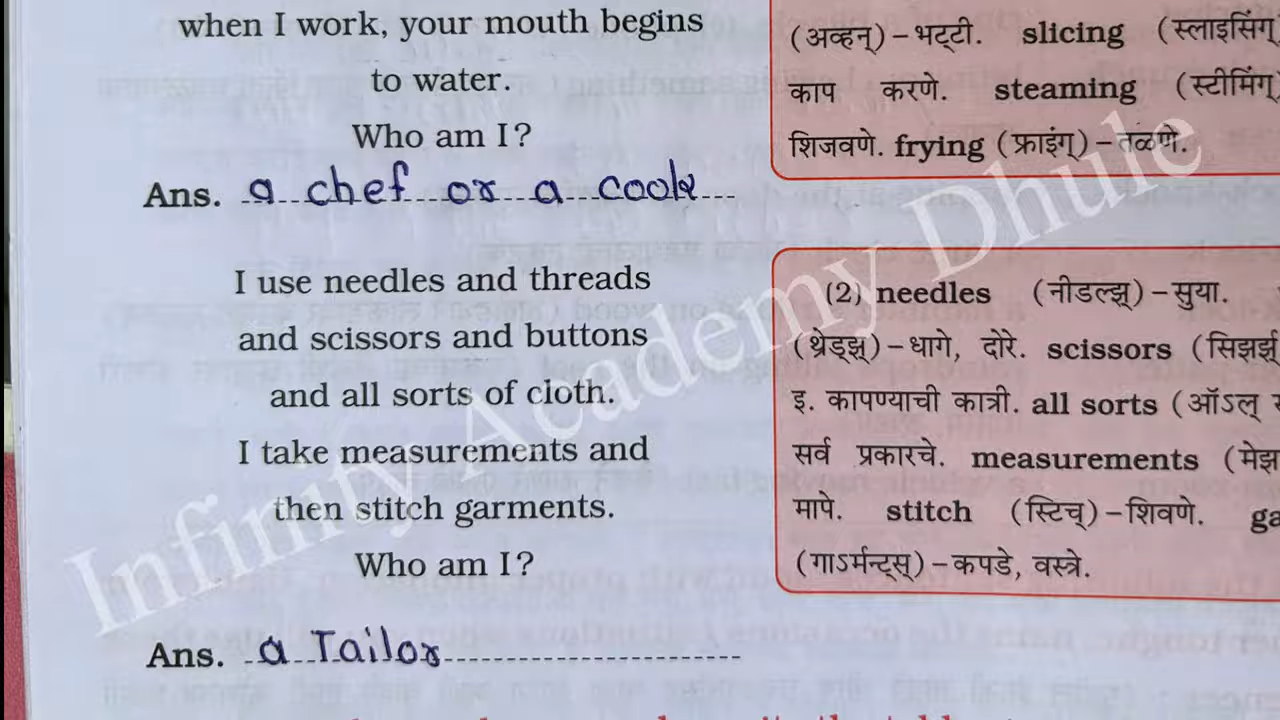 when I work, your mouth begins
to water.
Who am I?
Ans. a chef or a cook
I use needles and threads
and scissors and buttons
and all sorts of cloth.
I take measurements and
then stitch garments.
Who am I?
Ans. a Tailor
(अव्हन्) – भट्टी. slicing (स्लाइसिंग्
काप करणे. steaming (स्टीमिंग्
शिजवणे. frying (फ्राइंग्) – तळणे.
(2) needles (नीडल्झ्) – सुया.
(थ्रेड्झ्) – धागे, दोरे. scissors (सिझर्झ्
इ. कापण्याची कात्री. all sorts (ऑऽल्
सर्व प्रकारचे. measurements (मेझ
मापे. stitch (स्टिच्) – शिवणे. ga
(गाऽर्मन्ट्स्) – कपडे, वस्त्रे.
Infinity Academy Dhule